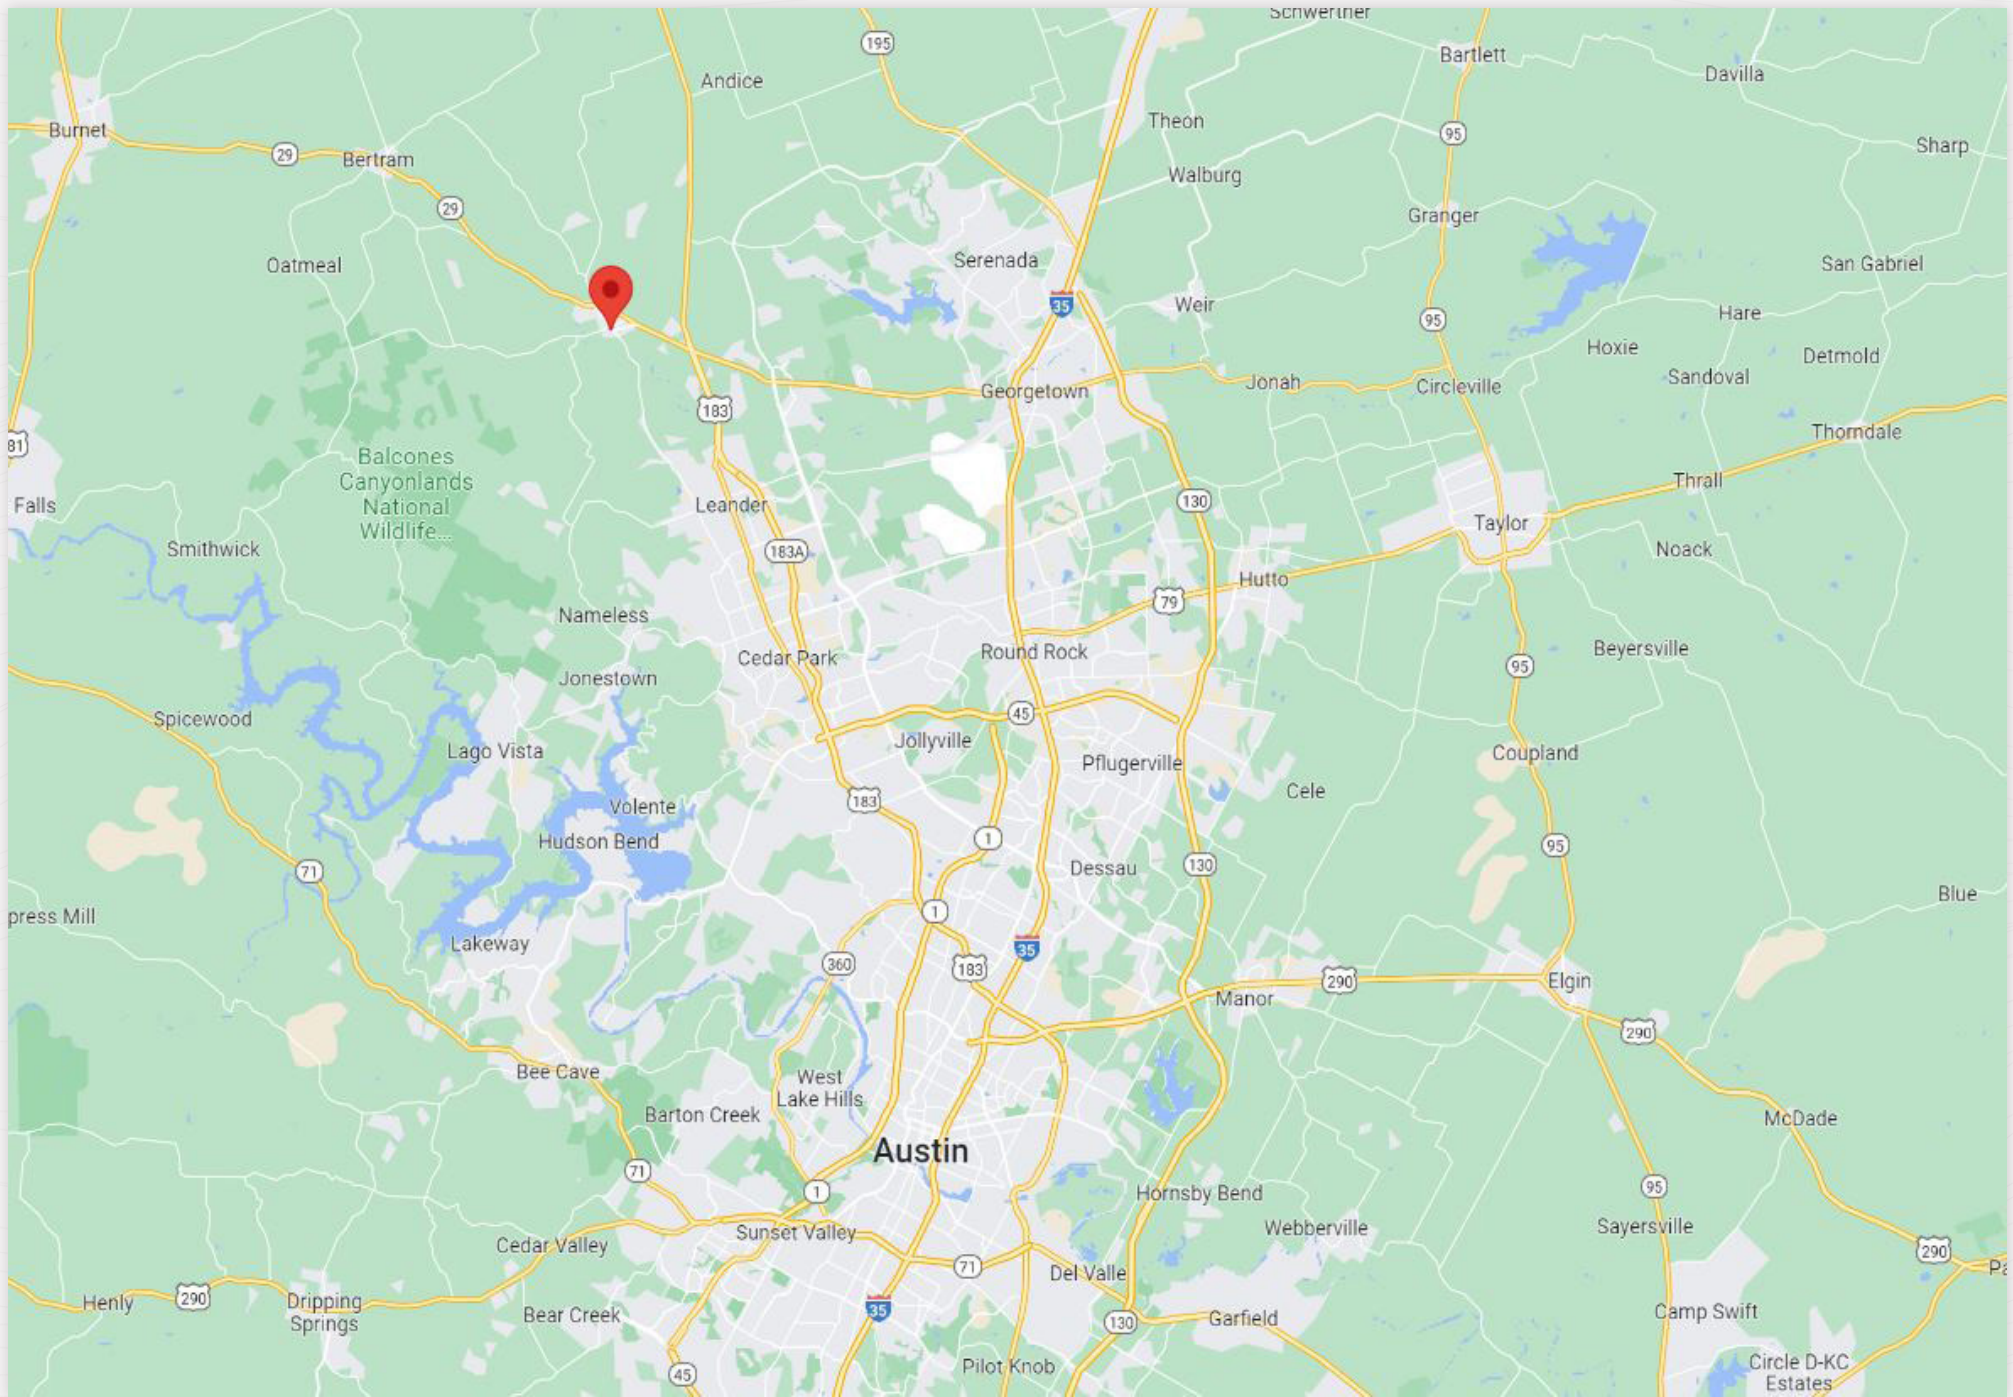 Schwertner
195
Bartlett
Andice
Davilla
Theon
Burnet
95
29
Bertram
Sharp
Walburg
29
Granger
Oatmeal
Serenada
San Gabriel
35
Weir
Hare
95
Hoxie
Detmold
Sandoval
Jonah
Circleville
Georgetown
183
Thorndale
81
Balcones
Canyonlands
National
Wildlife...
Thrall
Falls
Leander
130
Taylor
Smithwick
183A
Noack
Hutto
79
Nameless
Beyersville
Cedar Park
Round Rock
95
Jonestown
Spicewood
45
Lago Vista
Jollyville
Coupland
Pflugerville
Cele
183
Volente
Hudson Bend
1
95
71
Dessau
130
Blue
press Mill
1
Lakeway
35
360
183
290
Elgin
Manor
290
Bee Cave
West
Lake Hills
Barton Creek
McDade
Austin
71
1
95
Hornsby Bend
Webberville
Sayersville
Sunset Valley
Cedar Valley
290
71
Del Valle
Pa
290
Henly
Dripping
Springs
35
Camp Swift
Bear Creek
130
Garfield
Pilot Knob
45
Circle D-KC
Estates